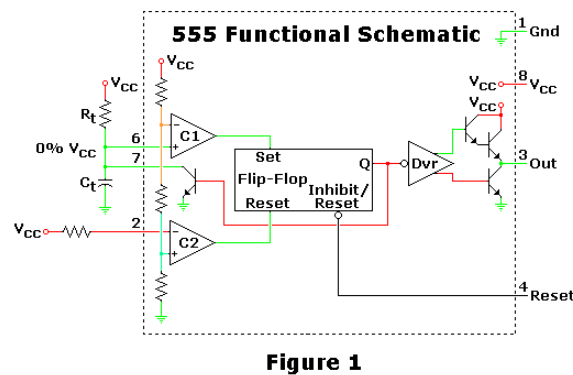 555 Functional Schematic
1 Gnd
VCC
VCC
VCC 8 VCC
VCC
Rt
C1
6
0% VCC
7
Set
Q
Dvr
3 Out
Flip-Flop
Ct
Inhibit/
Reset
Reset
VCC
2
C2
4
Reset
Figure 1